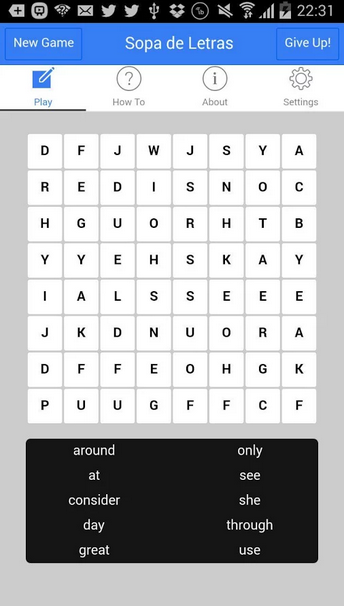 22:31
New Game Sopa de Letras Give Up!
Play How To About Settings
D F J W J S Y A
R E D I S N O C
H G U O R H T B
Y Y E H S K A Y
I A L S S E E E
J K D N U O R A
D F F E O H G K
P U U G F F C F
around only
at see
consider she
day through
great use